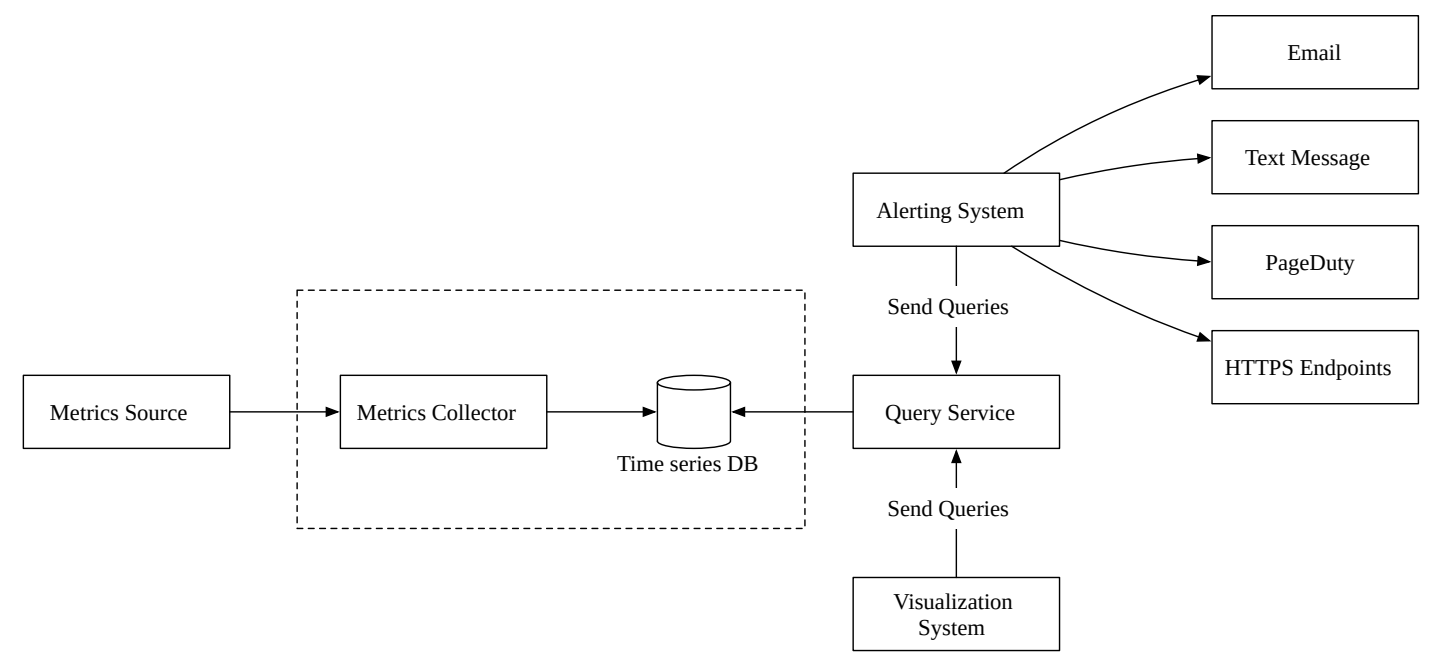 Email
Text Message
Alerting System
PageDuty
Send Queries
HTTPS Endpoints
Metrics Source
Metrics Collector
Query Service
Time series DB
Send Queries
Visualization
System